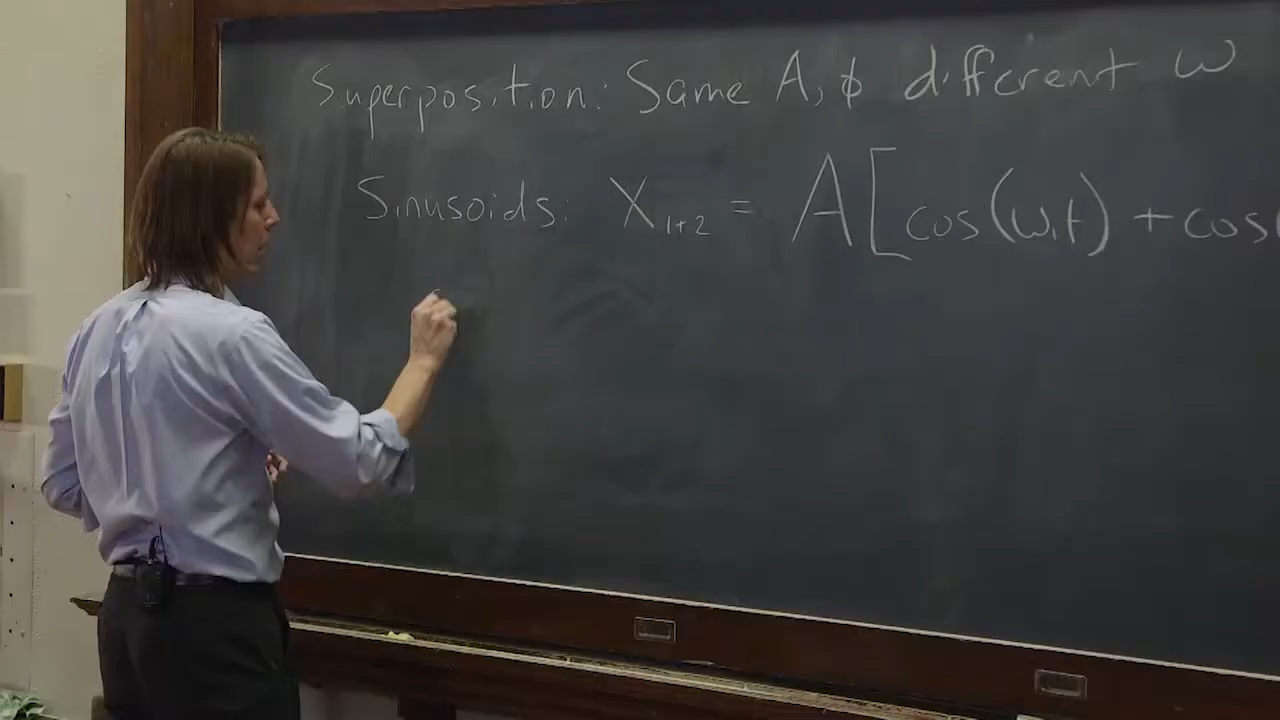 Superposition: Same A, ϕ different ω
Sinusoids: X₁₊₂ = A[cos(ω₁t) + cos(